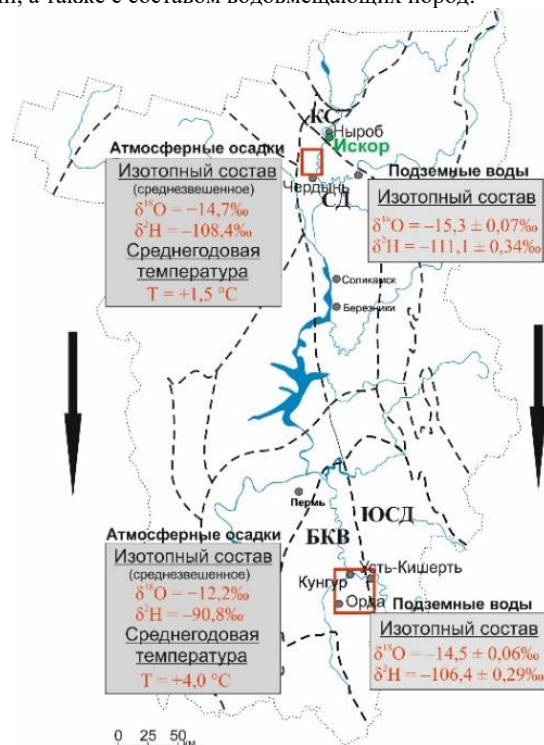 а также с составом водовмещающих пород.
КС
Ныроб
Искор
Атмосферные осадки
Изотопный состав
(средневзвешенное)
δ¹⁸O = –14,7‰
δ²H = –108,4‰
Среднегодовая
температура
T = +1,5 °C
Чердынь
СД
Подземные воды
Изотопный состав
δ¹⁸O = –15,3 ± 0,07‰
δ²H = –111,1 ± 0,34‰
Соликамск
Березники
Пермь
БКВ
ЮСД
Атмосферные осадки
Изотопный состав
(средневзвешенное)
δ¹⁸O = –12,2‰
δ²H = –90,8‰
Среднегодовая
температура
T = +4,0 °C
Усть-Кишерть
Кунгур
Орда
Подземные воды
Изотопный состав
δ¹⁸O = –14,5 ± 0,06‰
δ²H = –106,4 ± 0,29‰
0 25 50
км